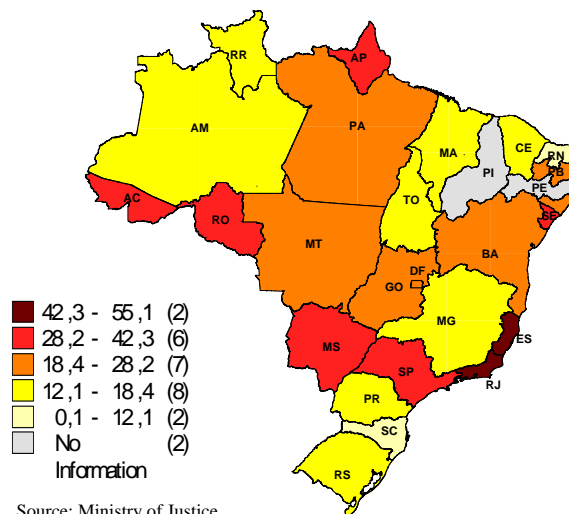 RR
AP
AM
PA
MA
CE
RN
PB
PI
PE
TO
SE
AC
RO
MT
BA
DF
GO
MG
ES
MS
SP
RJ
PR
SC
RS
42,3 - 55,1 (2)
28,2 - 42,3 (6)
18,4 - 28,2 (7)
12,1 - 18,4 (8)
0,1 - 12,1 (2)
No (2)
Information
Source: Ministry of Justice